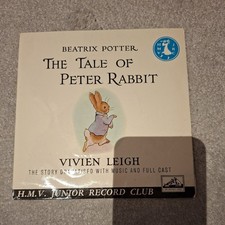 BEATRIX POTTER
THE TALE OF
PETER RABBIT
VIVIEN LEIGH
THE STORY DRAMATISED WITH MUSIC AND FULL CAST
H.M.V. JUNIOR RECORD CLUB